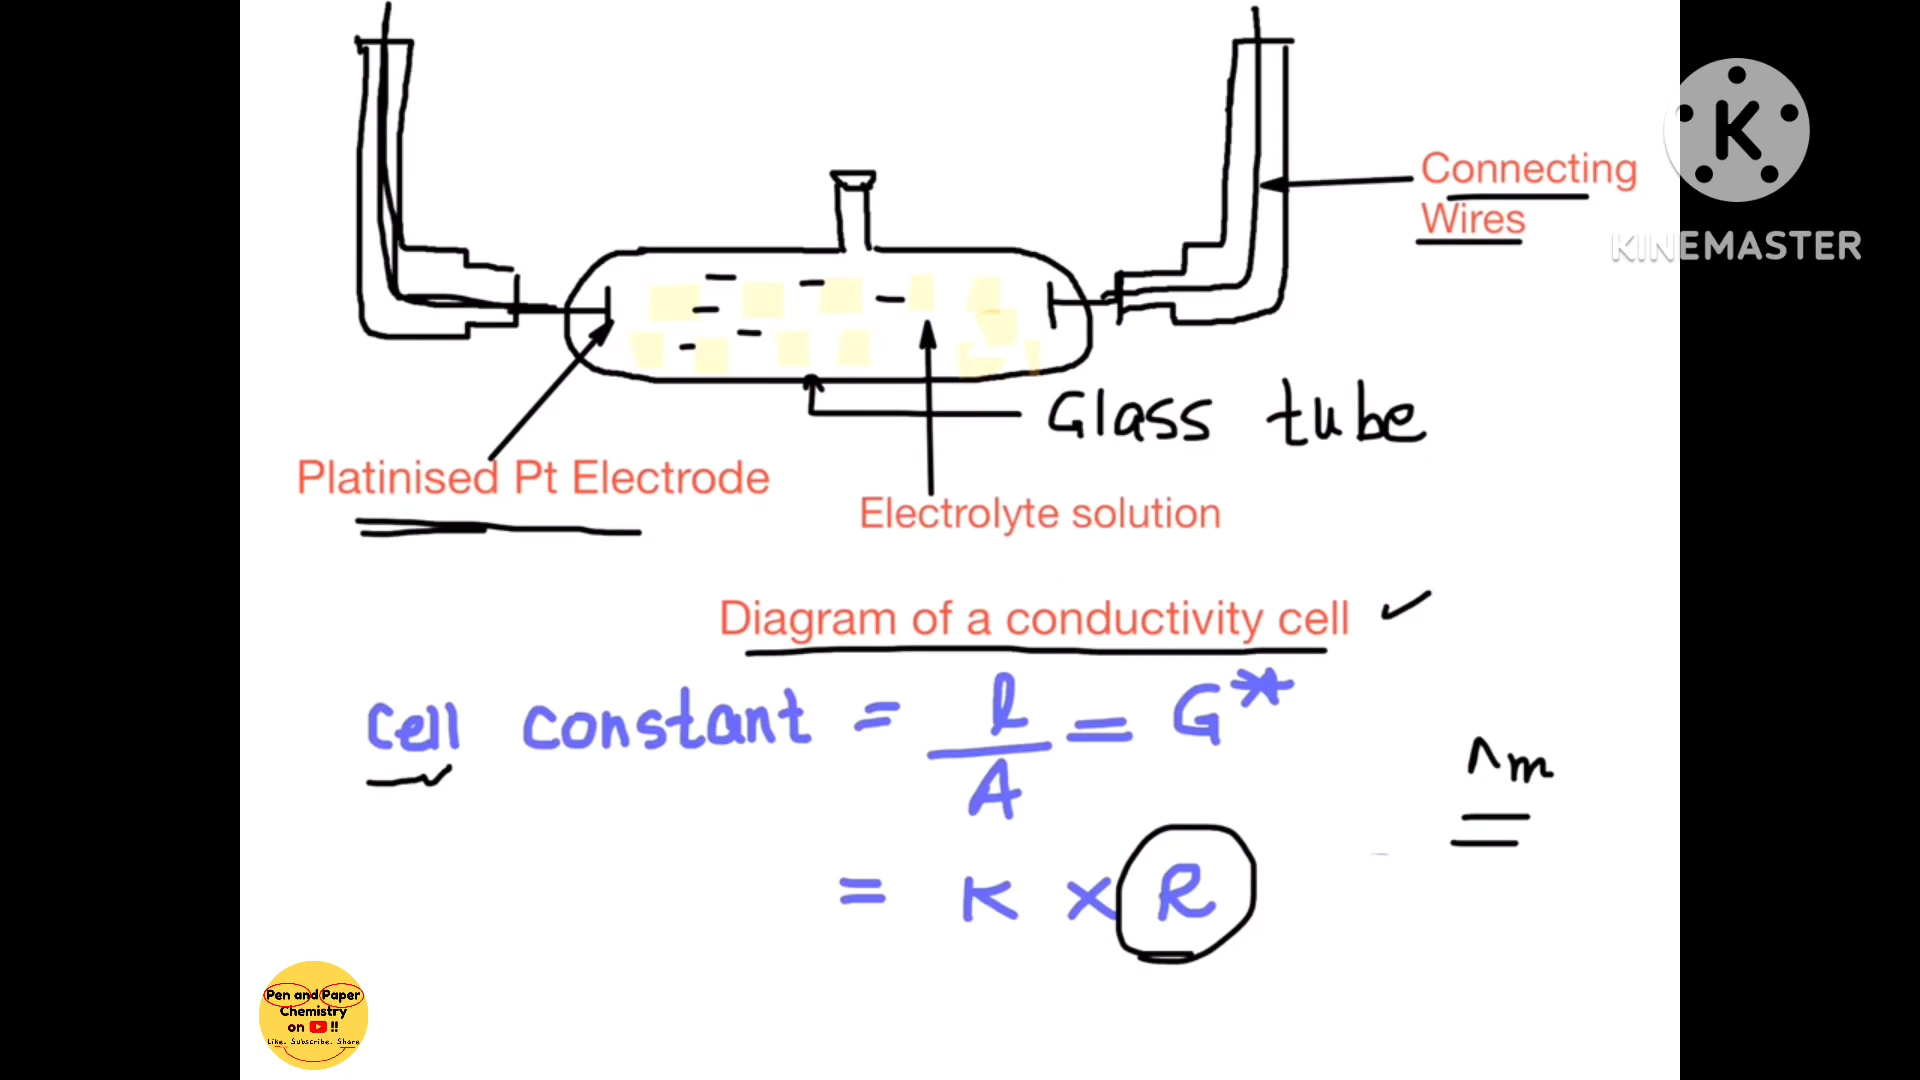 Connecting
Wires
KINEMASTER
Glass tube
Platinised Pt Electrode
Electrolyte solution
Diagram of a conductivity cell ✓
Cell constant = l/A = G*
Λm
= K × R
Pen and Paper
Chemistry
on !!
Like. Subscribe. Share